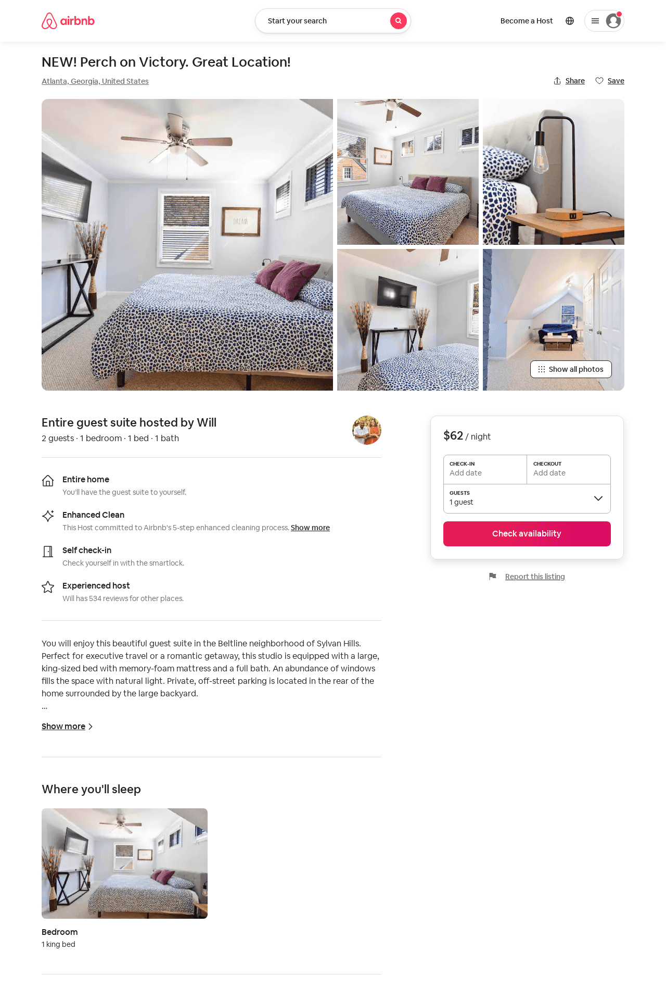 airbnb
Start your search
Become a Host
NEW! Perch on Victory. Great Location!
Atlanta, Georgia, United States
Share
Save
DREAM
Show all photos
Entire guest suite hosted by Will
2 guests · 1 bedroom · 1 bed · 1 bath
Entire home
You’ll have the guest suite to yourself.
Enhanced Clean
This Host committed to Airbnb's 5-step enhanced cleaning process. Show more
Self check-in
Check yourself in with the smartlock.
Experienced host
Will has 534 reviews for other places.
$62 / night
CHECK-IN
Add date
CHECKOUT
Add date
GUESTS
1 guest
Check availability
Report this listing
You will enjoy this beautiful guest suite in the Beltline neighborhood of Sylvan Hills.
Perfect for executive travel or a romantic getaway, this studio is equipped with a large,
king-sized bed with memory-foam mattress and a full bath. An abundance of windows
fills the space with natural light. Private, off-street parking is located in the rear of the
home surrounded by the large backyard.
...
Show more
Where you'll sleep
Bedroom
1 king bed